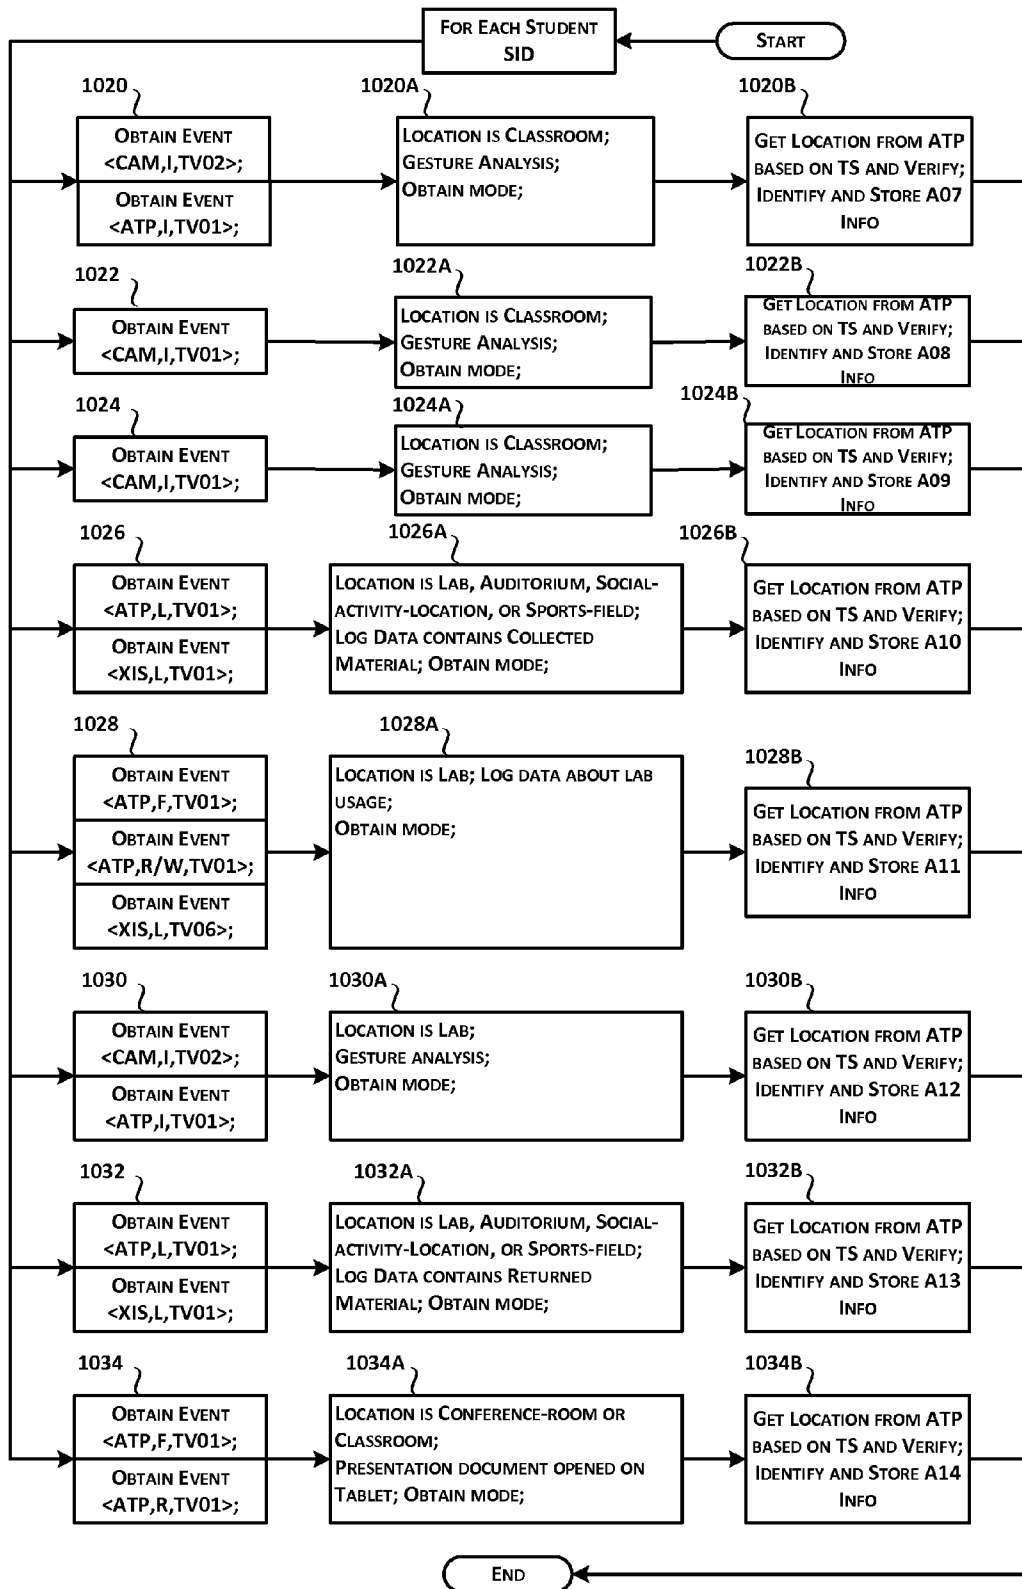 For Each Student
SID
Start
1020
1020A
1020B
Obtain Event
<CAM,I,TV02>;
Obtain Event
<ATP,I,TV01>;
Location is Classroom;
Gesture Analysis;
Obtain mode;
Get Location from ATP
based on TS and Verify;
Identify and Store A07
Info
1022
1022A
1022B
Obtain Event
<CAM,I,TV01>;
Location is Classroom;
Gesture Analysis;
Obtain mode;
Get Location from ATP
based on TS and Verify;
Identify and Store A08
Info
1024
1024A
1024B
Obtain Event
<CAM,I,TV01>;
Location is Classroom;
Gesture Analysis;
Obtain mode;
Get Location from ATP
based on TS and Verify;
Identify and Store A09
Info
1026
1026A
1026B
Obtain Event
<ATP,L,TV01>;
Obtain Event
<XIS,L,TV01>;
Location is Lab, Auditorium, Social-
activity-location, or Sports-field;
Log Data contains Collected
Material; Obtain mode;
Get Location from ATP
based on TS and Verify;
Identify and Store A10
Info
1028
1028A
1028B
Obtain Event
<ATP,F,TV01>;
Obtain Event
<ATP,R/W,TV01>;
Obtain Event
<XIS,L,TV06>;
Location is Lab; Log data about lab
usage;
Obtain mode;
Get Location from ATP
based on TS and Verify;
Identify and Store A11
Info
1030
1030A
1030B
Obtain Event
<CAM,I,TV02>;
Obtain Event
<ATP,I,TV01>;
Location is Lab;
Gesture analysis;
Obtain mode;
Get Location from ATP
based on TS and Verify;
Identify and Store A12
Info
1032
1032A
1032B
Obtain Event
<ATP,L,TV01>;
Obtain Event
<XIS,L,TV01>;
Location is Lab, Auditorium, Social-
activity-Location, or Sports-field;
Log Data contains Returned
Material; Obtain mode;
Get Location from ATP
based on TS and Verify;
Identify and Store A13
Info
1034
1034A
1034B
Obtain Event
<ATP,F,TV01>;
Obtain Event
<ATP,R,TV01>;
Location is Conference-room or
Classroom;
Presentation document opened on
Tablet; Obtain mode;
Get Location from ATP
based on TS and Verify;
Identify and Store A14
Info
End